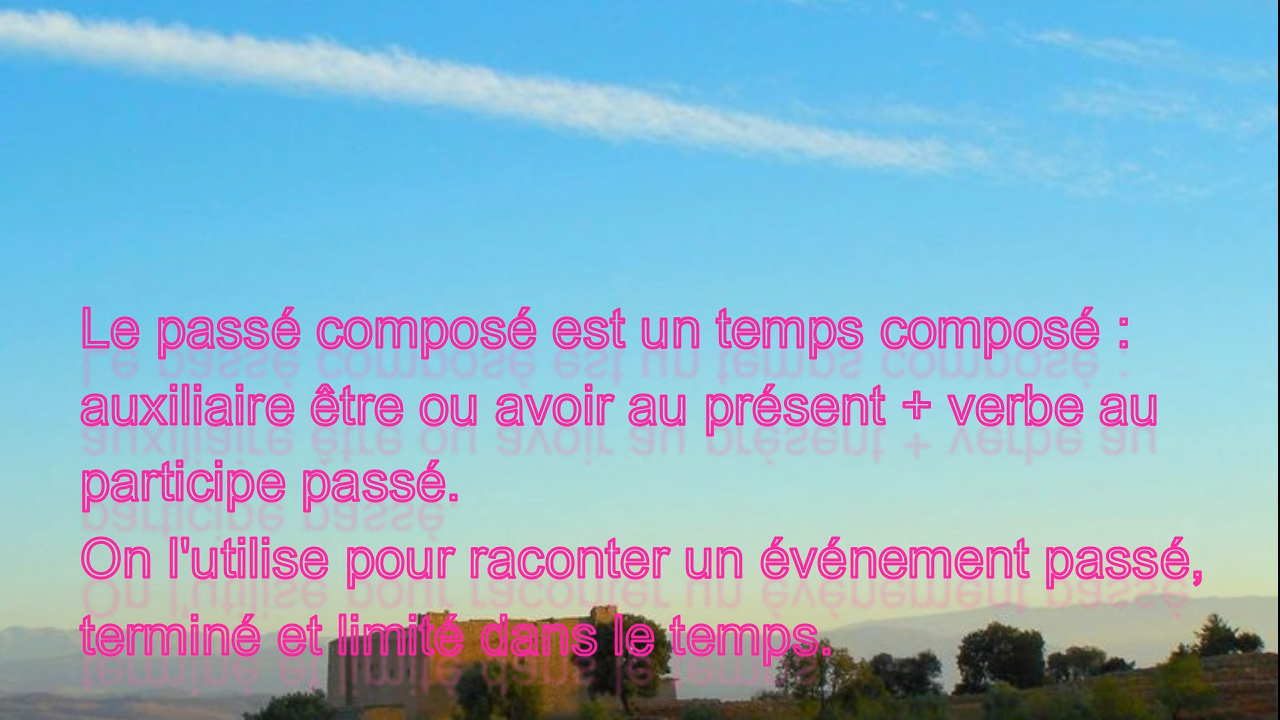 Le passé composé est un temps composé :
auxiliaire être ou avoir au présent + verbe au
participe passé.
On l'utilise pour raconter un événement passé,
terminé et limité dans le temps.